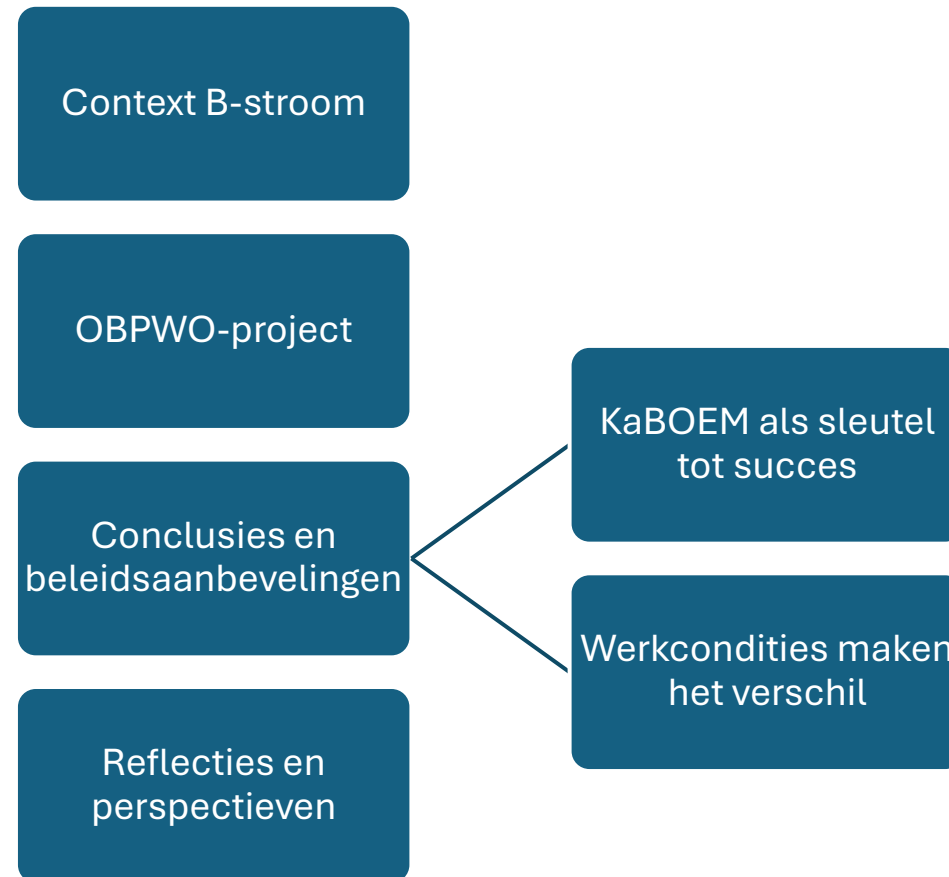 Context B-stroom
OBPWO-project
Conclusies en
beleidsaanbevelingen
KaBOEM als sleutel
tot succes
Werkcondities maken
het verschil
Reflecties en
perspectieven